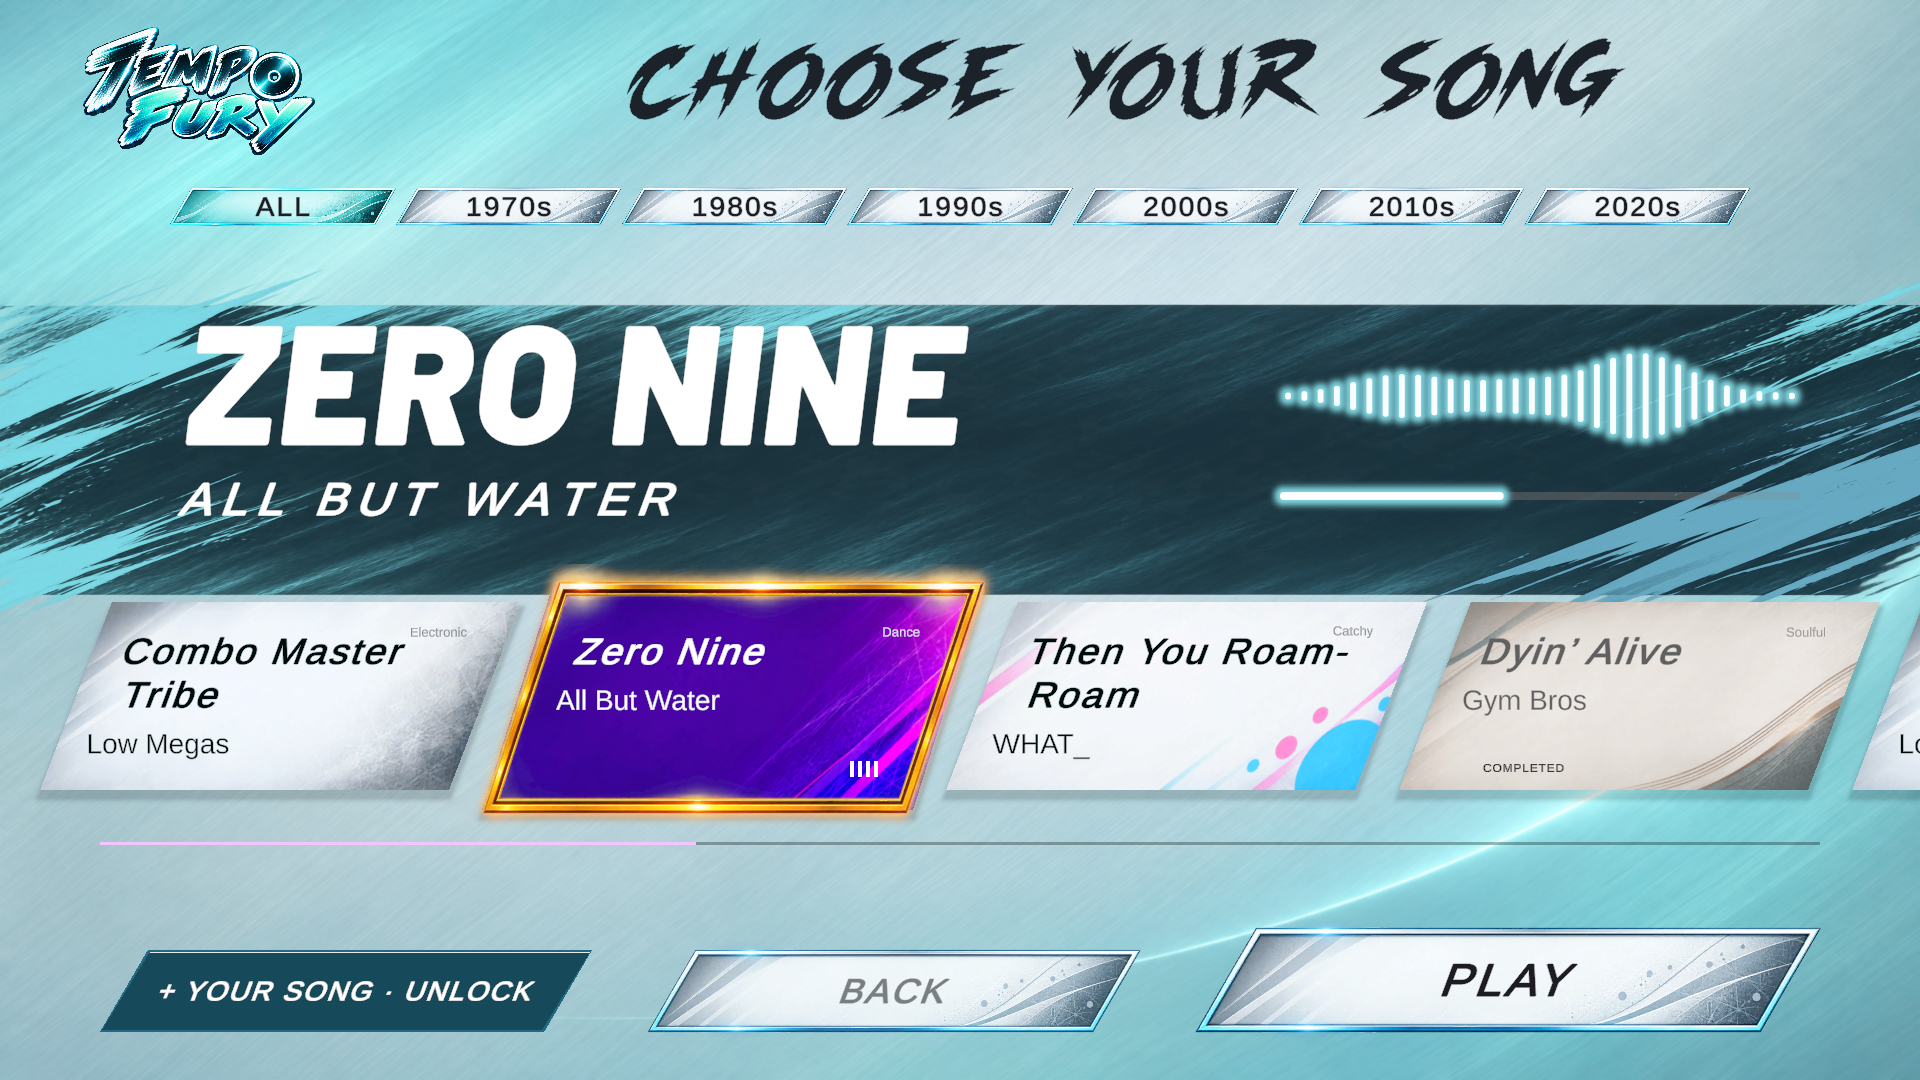 TEMPO
FURY
CHOOSE YOUR SONG
ALL
1970s
1980s
1990s
2000s
2010s
2020s
ZERO NINE
ALL BUT WATER
Electronic
Combo Master
Tribe
Low Megas
Dance
Zero Nine
All But Water
Catchy
Then You Roam-
Roam
WHAT_
Soulful
Dyin’ Alive
Gym Bros
COMPLETED
+ YOUR SONG · UNLOCK
BACK
PLAY